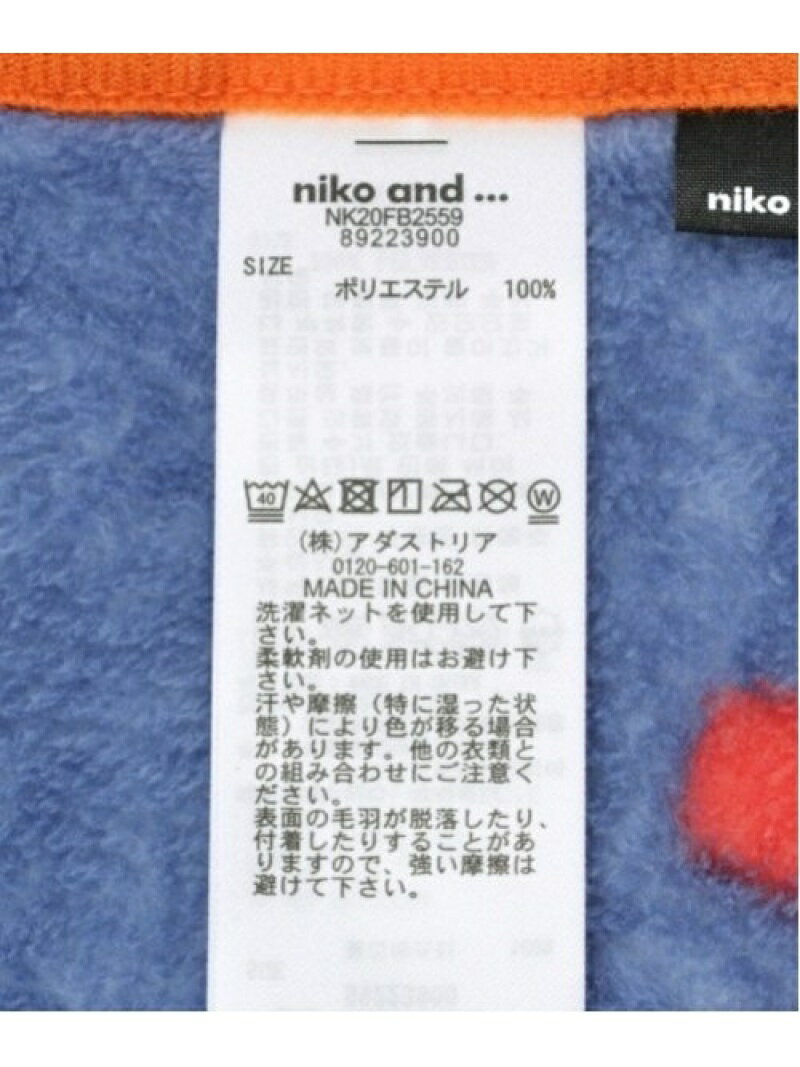 niko and ...
NK20FB2559
89223900
SIZE
ポリエステル 100%
40
W
(株)アダストリア
0120-601-162
MADE IN CHINA
洗濯ネットを使用して下
さい。
柔軟剤の使用はお避け下
さい。
汗や摩擦（特に湿った状
態）により色が移る場合
があります。他の衣類と
の組み合わせにご注意く
ださい。
表面の毛羽が脱落したり、
付着したりすることがあ
りますので、強い摩擦は
避けて下さい。
niko